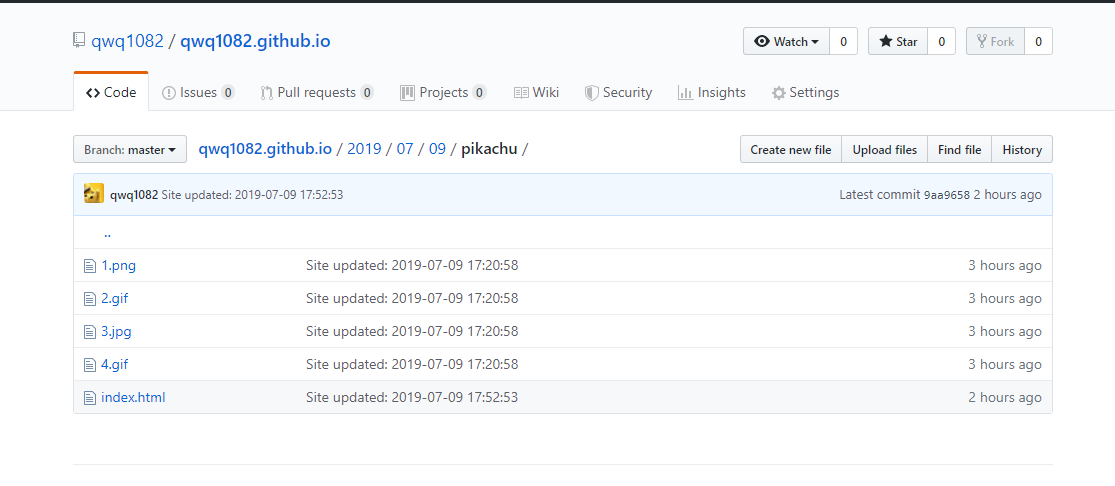 qwq1082 / qwq1082.github.io Watch 0 Star 0 Fork 0
Code Issues 0 Pull requests 0 Projects 0 Wiki Security Insights Settings
Branch: master qwq1082.github.io / 2019 / 07 / 09 / pikachu / Create new file Upload files Find file History
qwq1082 Site updated: 2019-07-09 17:52:53 Latest commit 9aa9658 2 hours ago
..
1.png Site updated: 2019-07-09 17:20:58 3 hours ago
2.gif Site updated: 2019-07-09 17:20:58 3 hours ago
3.jpg Site updated: 2019-07-09 17:20:58 3 hours ago
4.gif Site updated: 2019-07-09 17:20:58 3 hours ago
index.html Site updated: 2019-07-09 17:52:53 2 hours ago